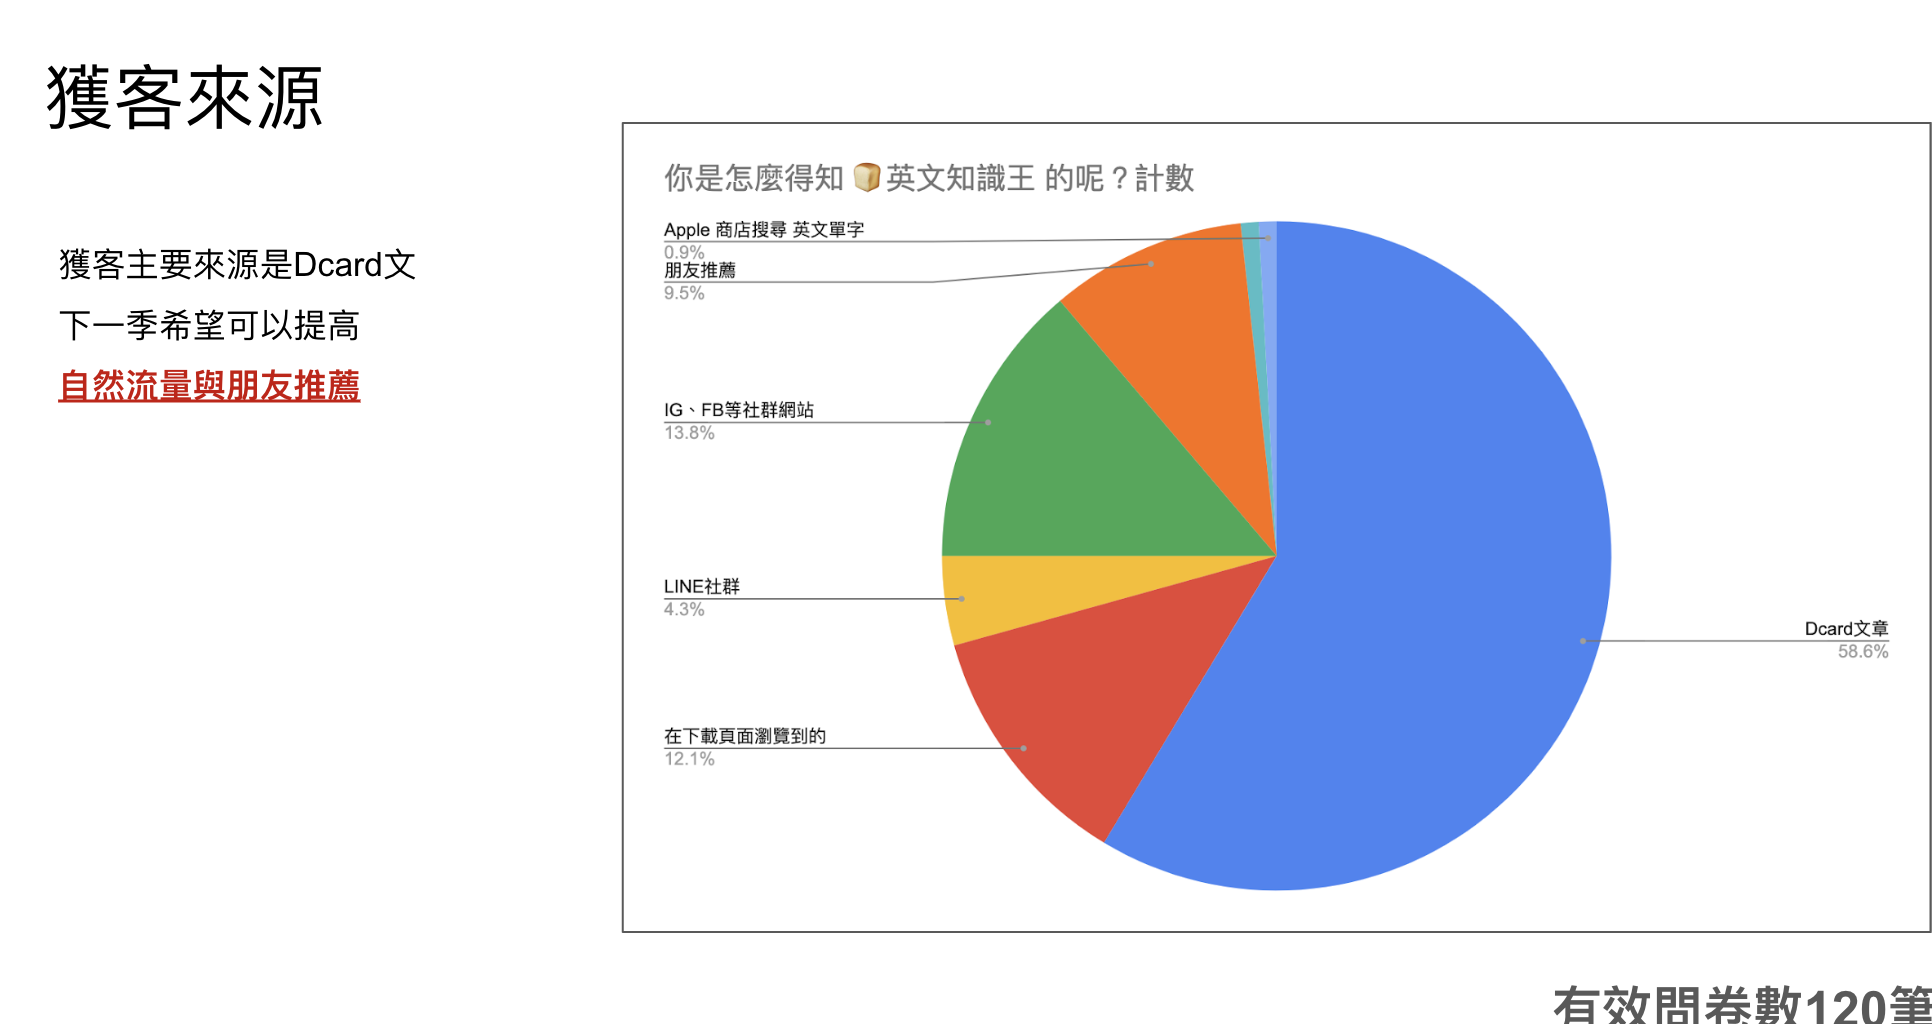 獲客來源
獲客主要來源是Dcard文
下一季希望可以提高
自然流量與朋友推薦
你是怎麼得知 🍞英文知識王 的呢？計數
Apple 商店搜尋 英文單字
0.9%
朋友推薦
9.5%
IG、FB等社群網站
13.8%
LINE社群
4.3%
在下載頁面瀏覽到的
12.1%
Dcard文章
58.6%
有效問卷數120筆